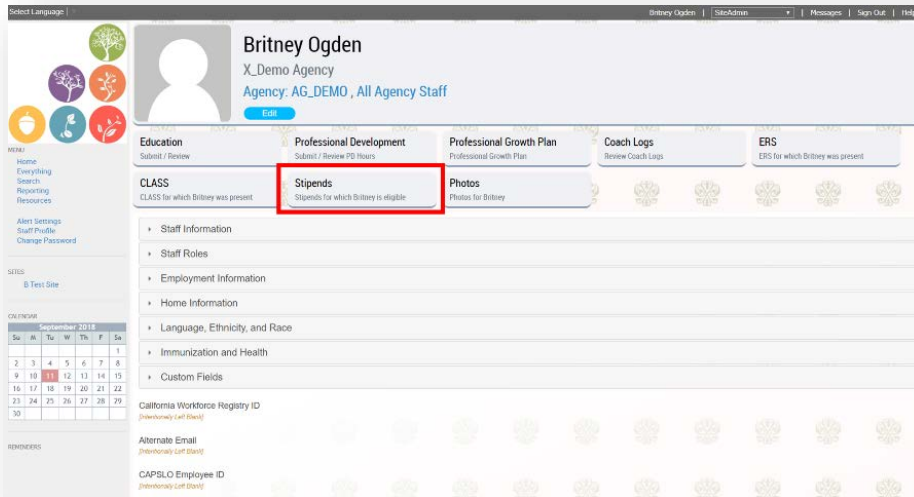 Select Language
Britney Ogden | SiteAdmin | Messages | Sign Out | Help
Britney Ogden
X_Demo Agency
Agency: AG_DEMO , All Agency Staff
Edit
Education
Submit / Review
Professional Development
Submit / Review PD Hours
Professional Growth Plan
Professional Growth Plan
Coach Logs
Review Coach Logs
ERS
ERS for which Britney was present
CLASS
CLASS for which Britney was present
Stipends
Stipends for which Britney is eligible
Photos
Photos for Britney
MENU
Home
Everything
Search
Reporting
Resources
Alert Settings
Staff Profile
Change Password
SITES
B Test Site
CALENDAR
September 2018
Su M Tu W Th F Sa
1
2 3 4 5 6 7 8
9 10 11 12 13 14 15
16 17 18 19 20 21 22
23 24 25 26 27 28 29
30
REMINDERS
Staff Information
Staff Roles
Employment Information
Home Information
Language, Ethnicity, and Race
Immunization and Health
Custom Fields
California Workforce Registry ID
[Intentionally Left Blank]
Alternate Email
[Intentionally Left Blank]
CAPSLO Employee ID
[Intentionally Left Blank]